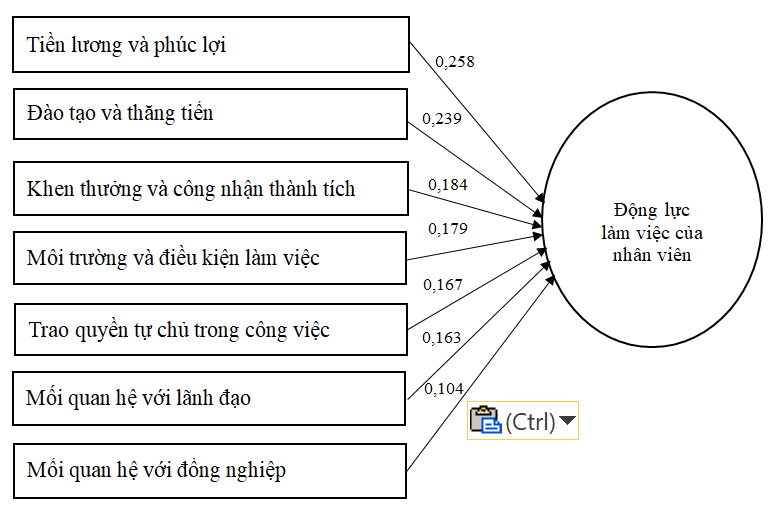 Tiền lương và phúc lợi
0,258
Đào tạo và thăng tiến
0,239
Khen thưởng và công nhận thành tích
0,184
Môi trường và điều kiện làm việc
0,179
Trao quyền tự chủ trong công việc
0,167
Mối quan hệ với lãnh đạo
0,163
Mối quan hệ với đồng nghiệp
0,104
Động lực
làm việc của
nhân viên
(Ctrl)